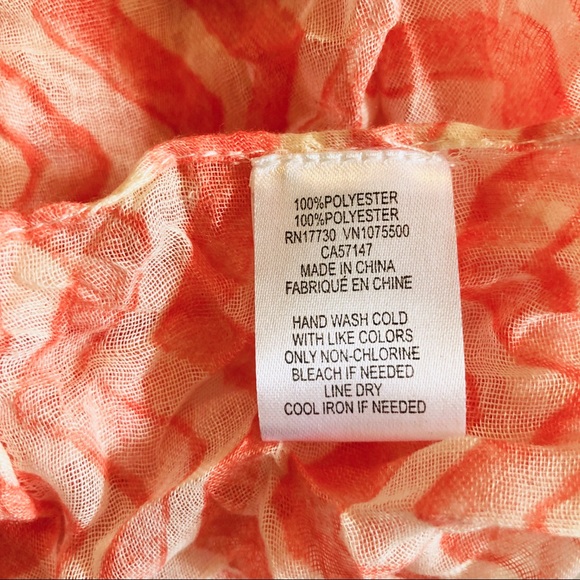 100%POLYESTER
100%POLYESTER
RN17730 VN1075500
CA57147
MADE IN CHINA
FABRIQUÉ EN CHINE
HAND WASH COLD
WITH LIKE COLORS
ONLY NON-CHLORINE
BLEACH IF NEEDED
LINE DRY
COOL IRON IF NEEDED